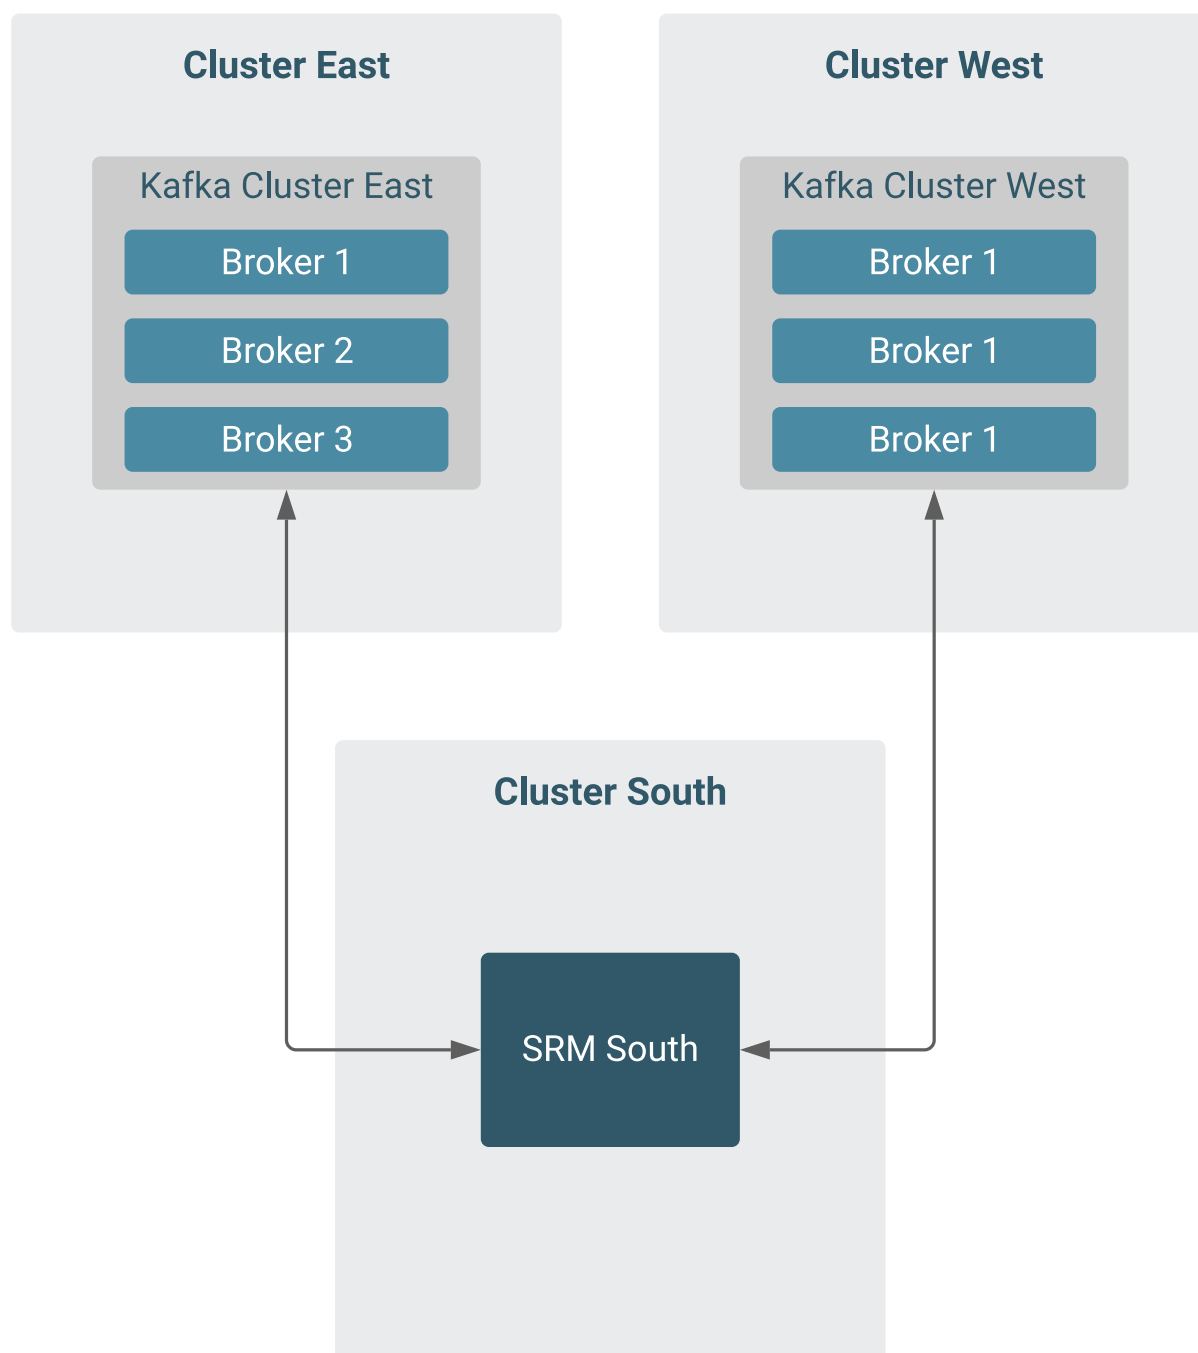 Cluster East
Kafka Cluster East
Broker 1
Broker 2
Broker 3
Cluster West
Kafka Cluster West
Broker 1
Broker 1
Broker 1
Cluster South
SRM South